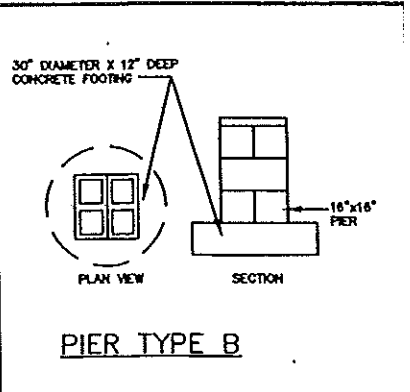 30" DIAMETER X 12" DEEP
CONCRETE FOOTING
16"x16"
PIER
PLAN VIEW
SECTION
PIER TYPE B